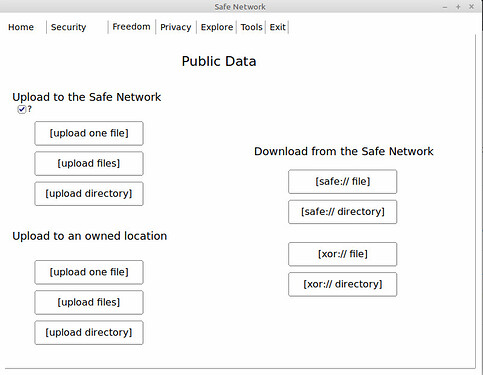 Safe Network
Home Security Freedom Privacy Explore Tools Exit
Public Data
Upload to the Safe Network
?
[upload one file]
[upload files]
[upload directory]
Upload to an owned location
[upload one file]
[upload files]
[upload directory]
Download from the Safe Network
[safe:// file]
[safe:// directory]
[xor:// file]
[xor:// directory]